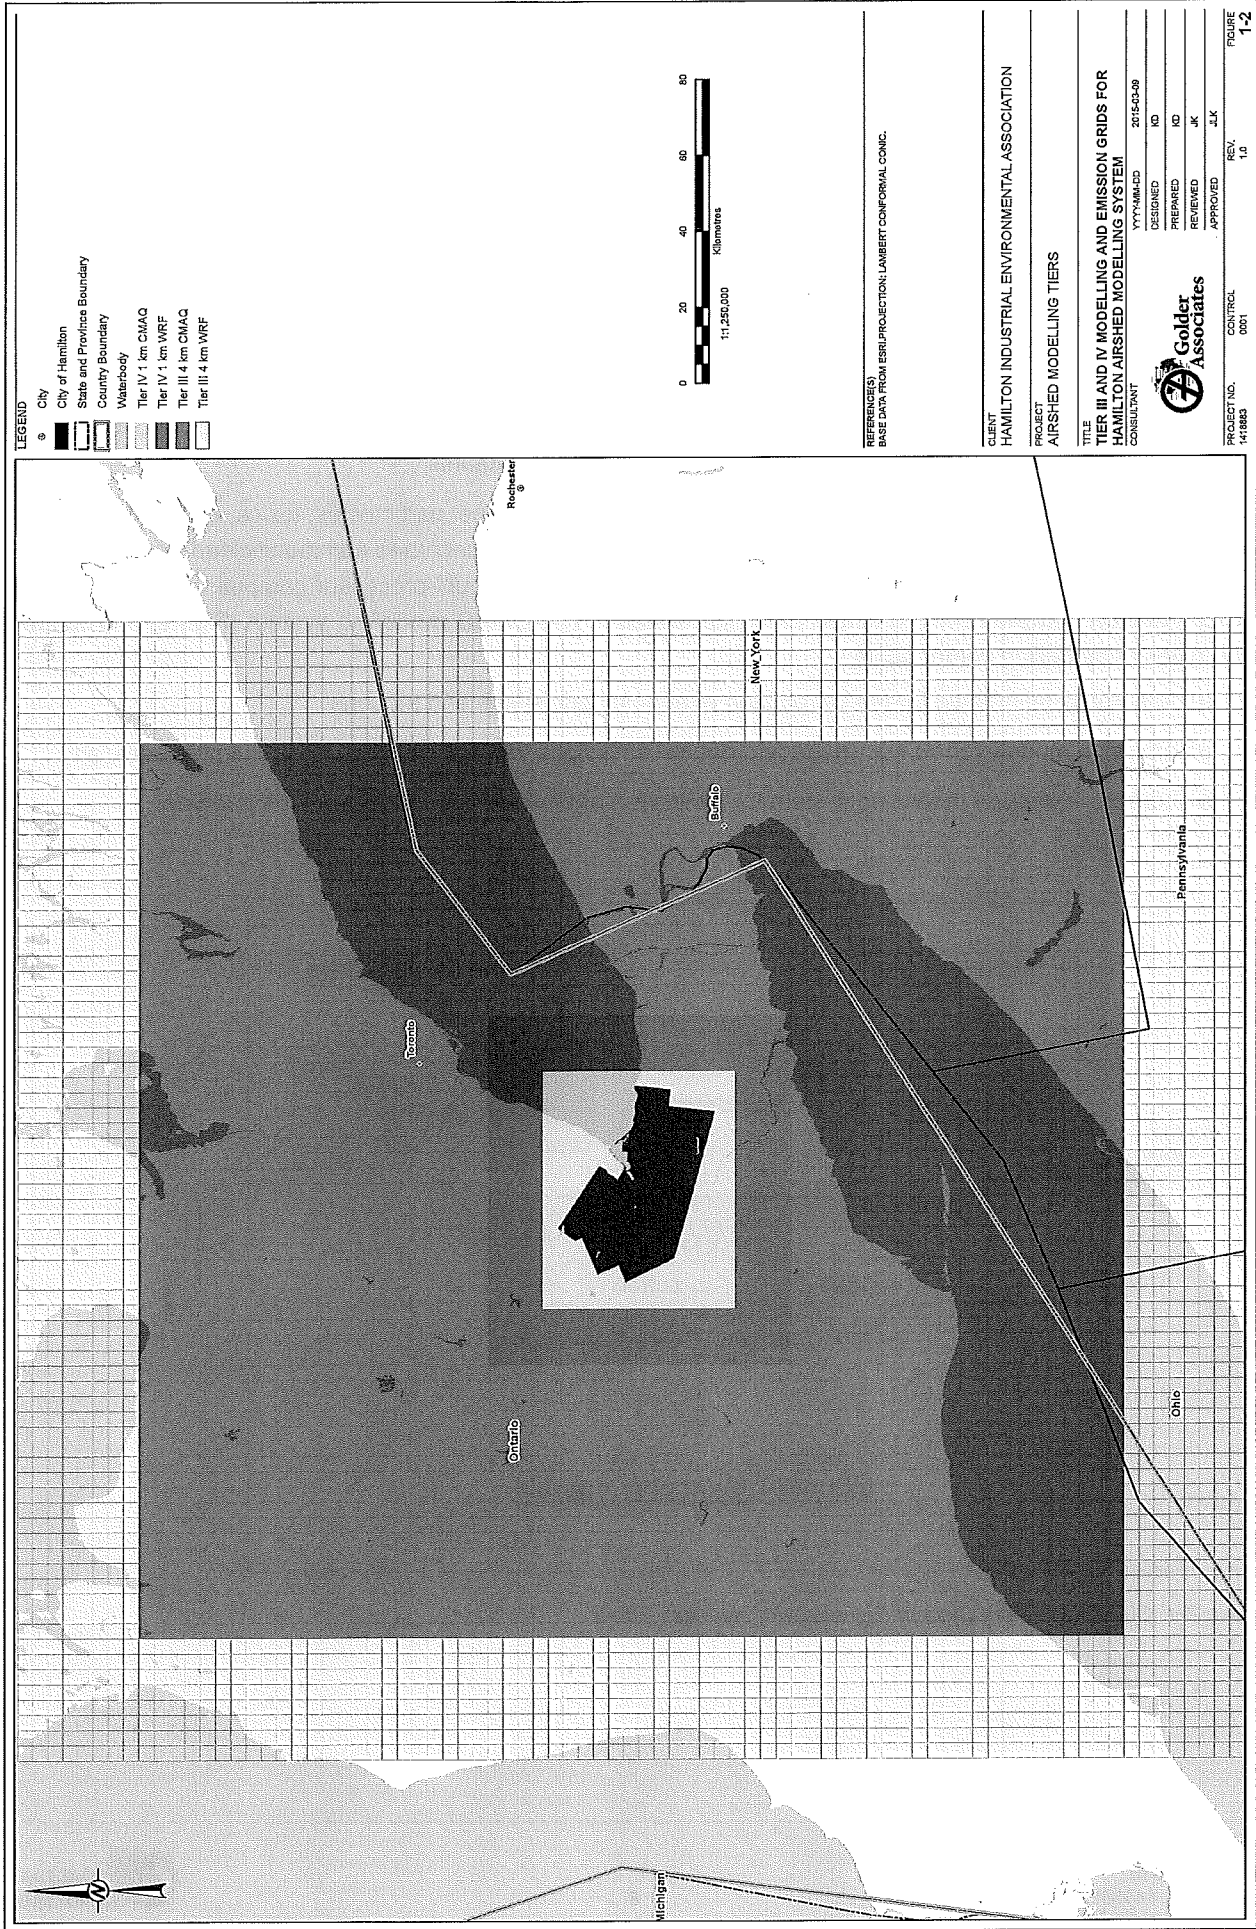 LEGEND
City
City of Hamilton
State and Province Boundary
Country Boundary
Waterbody
Tier IV 1 km CMAQ
Tier IV 1 km WRF
Tier III 4 km CMAQ
Tier III 4 km WRF
0 20 40 60 80
1:1,250,000 Kilometres
REFERENCE(S)
BASE DATA FROM ESRI.PROJECTION: LAMBERT CONFORMAL CONIC.
CLIENT
HAMILTON INDUSTRIAL ENVIRONMENTAL ASSOCIATION
PROJECT
AIRSHED MODELLING TIERS
TITLE
TIER III AND IV MODELLING AND EMISSION GRIDS FOR
HAMILTON AIRSHED MODELLING SYSTEM
CONSULTANT
YYYY-MM-DD 2015-03-09
DESIGNED KD
PREPARED KD
REVIEWED JK
APPROVED JLK
Golder
Associates
PROJECT NO. CONTROL REV. FIGURE
1418883 0001 1.0 1-2
N
Michigan
Ontario
Toronto
Rochester
Buffalo
New York
Pennsylvania
Ohio